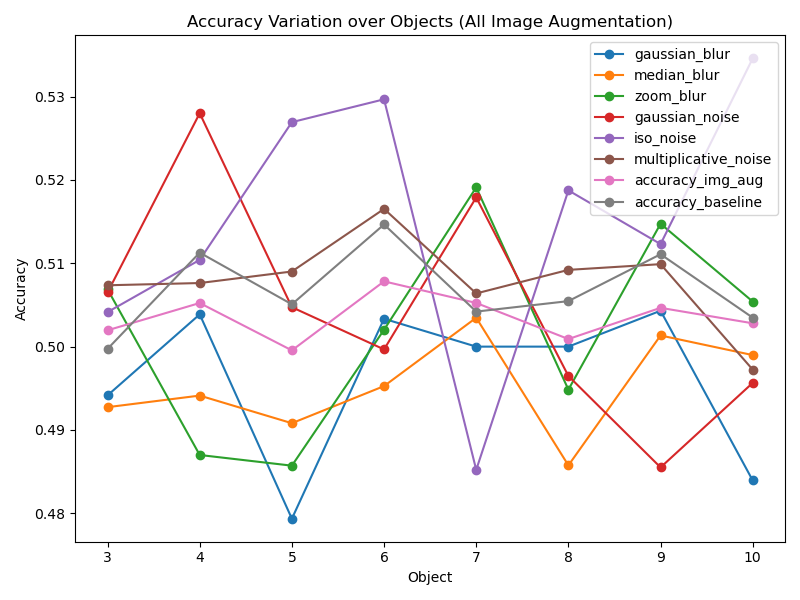 Accuracy Variation over Objects (All Image Augmentation)
gaussian_blur
median_blur
zoom_blur
gaussian_noise
iso_noise
multiplicative_noise
accuracy_img_aug
accuracy_baseline
0.53
0.52
0.51
0.50
0.49
0.48
Accuracy
3 4 5 6 7 8 9 10
Object